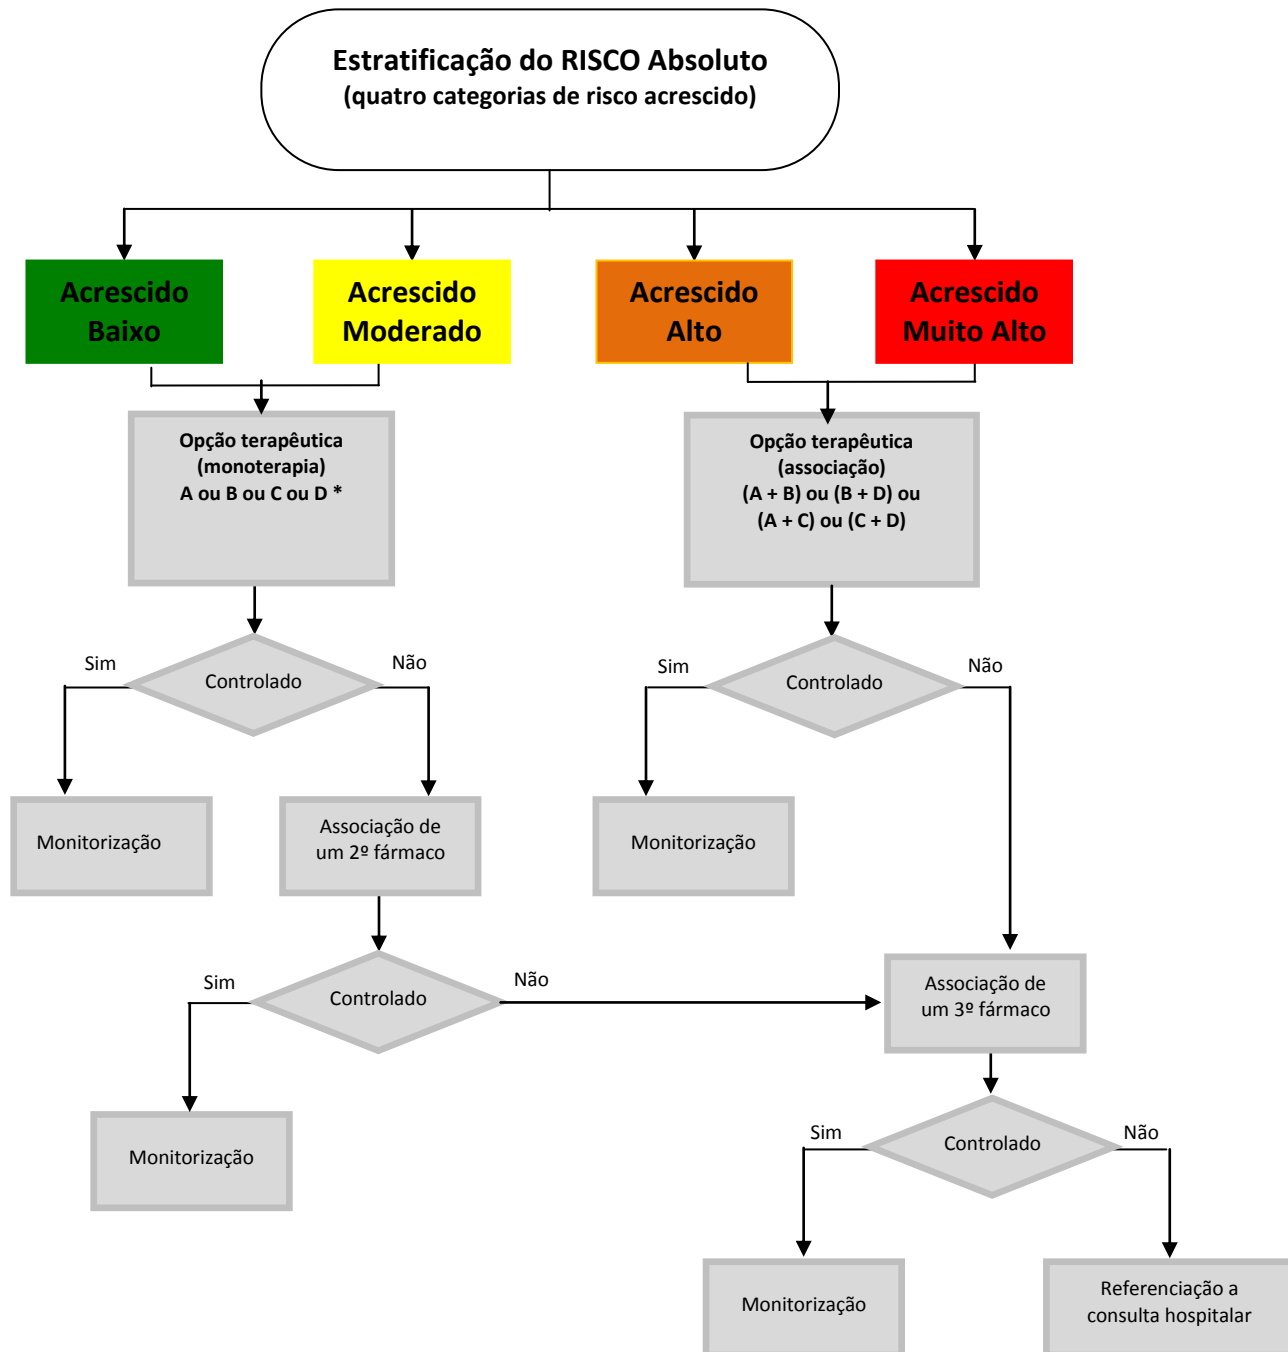 Estratificação do RISCO Absoluto
(quatro categorias de risco acrescido)
Acrescido
Baixo
Acrescido
Moderado
Acrescido
Alto
Acrescido
Muito Alto
Opção terapêutica
(monoterapia)
A ou B ou C ou D *
Opção terapêutica
(associação)
(A + B) ou (B + D) ou
(A + C) ou (C + D)
Sim
Controlado
Não
Sim
Controlado
Não
Monitorização
Associação de
um 2º fármaco
Monitorização
Sim
Controlado
Não
Associação de
um 3º fármaco
Monitorização
Sim
Controlado
Não
Monitorização
Referenciação a
consulta hospitalar